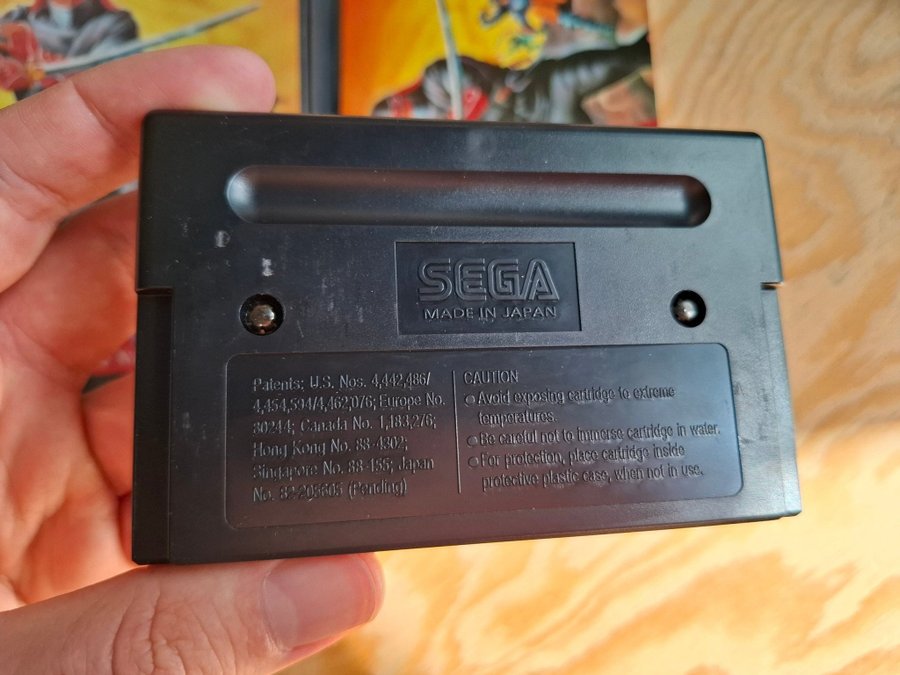 SEGA
MADE IN JAPAN
Patents: U.S. Nos. 4,442,486/
4,454,594/4,462,076; Europe No.
80244; Canada No. 1,183,276;
Hong Kong No. 88-4302;
Singapore No. 88-155; Japan
No. 82-205605 (Pending)
CAUTION
Avoid exposing cartridge to extreme
temperatures.
Be careful not to immerse cartridge in water.
For protection, place cartridge inside
protective plastic case, when not in use.